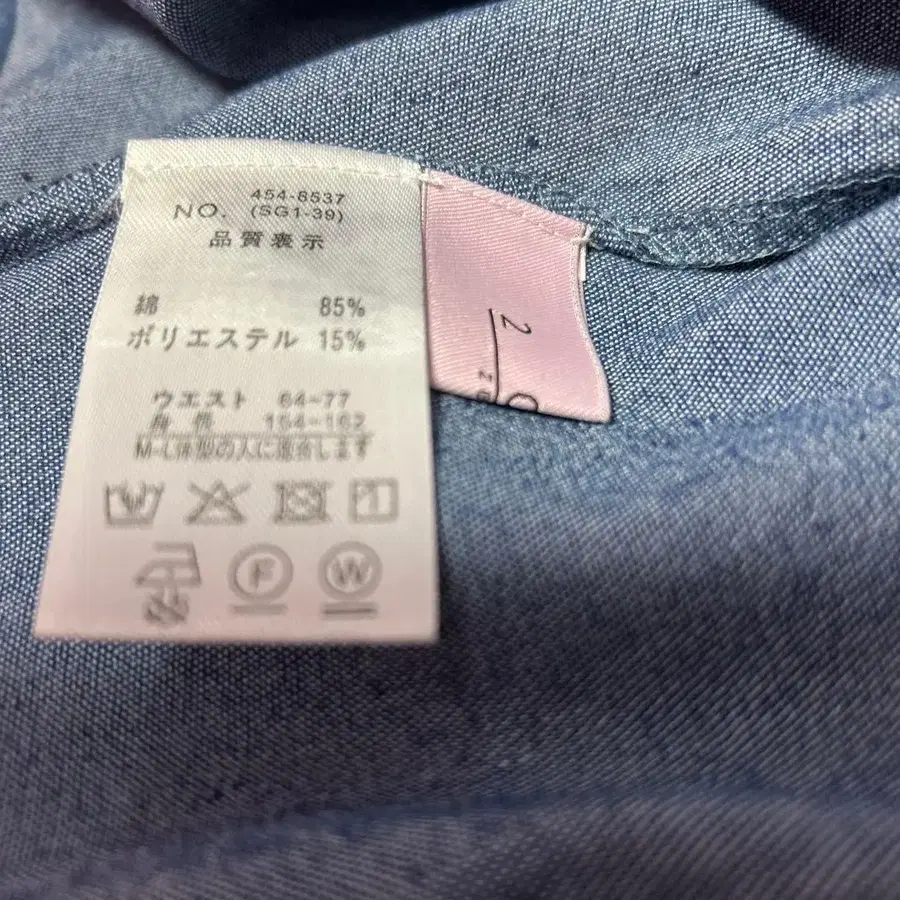 454-6537
NO. (SG1-39)
品質表示
綿 85%
ポリエステル 15%
ウエスト 64~77
身長 154~162
M-L体型の人に適合します
F W
2